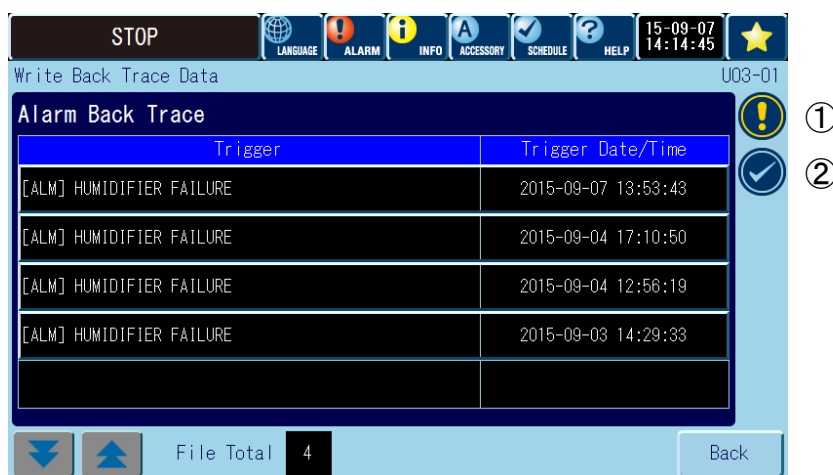 STOP
LANGUAGE
ALARM
INFO
A
ACCESSORY
SCHEDULE
?
HELP
15-09-07
14:14:45
Write Back Trace Data
U03-01
Alarm Back Trace
①
Trigger
Trigger Date/Time
②
[ALM] HUMIDIFIER FAILURE
2015-09-07 13:53:43
[ALM] HUMIDIFIER FAILURE
2015-09-04 17:10:50
[ALM] HUMIDIFIER FAILURE
2015-09-04 12:56:19
[ALM] HUMIDIFIER FAILURE
2015-09-03 14:29:33
File Total
4
Back